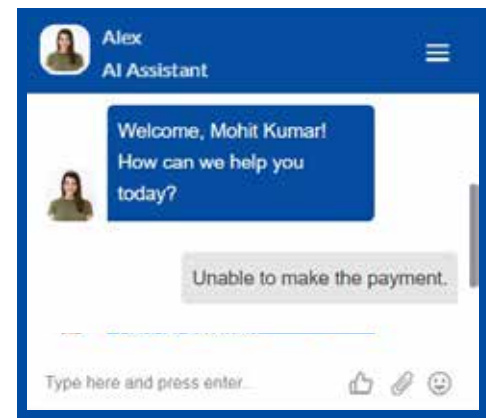 Alex
AI Assistant
Welcome, Mohit Kumar!
How can we help you
today?
Unable to make the payment.
Type here and press enter..